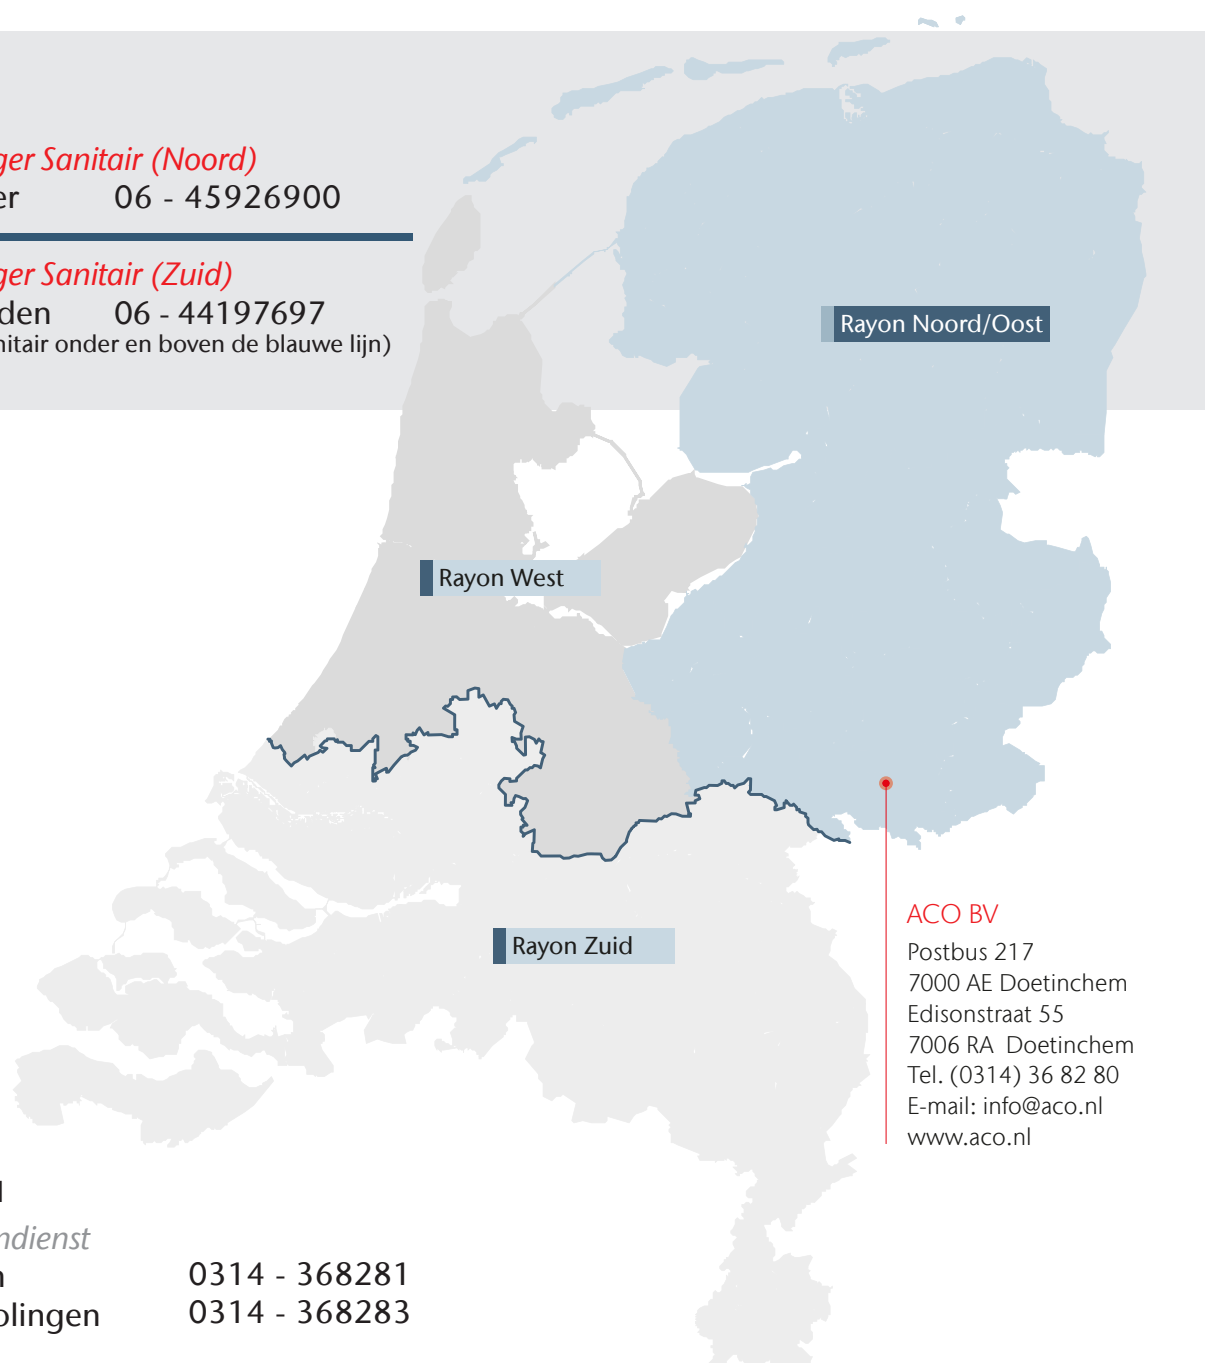 ger Sanitair (Noord)
er 06 - 45926900
ger Sanitair (Zuid)
den 06 - 44197697
nitair onder en boven de blauwe lijn)
Rayon Noord/Oost
Rayon West
Rayon Zuid
ACO BV
Postbus 217
7000 AE Doetinchem
Edisonstraat 55
7006 RA Doetinchem
Tel. (0314) 36 82 80
E-mail: info@aco.nl
www.aco.nl
ndienst
n 0314 - 368281
olingen 0314 - 368283